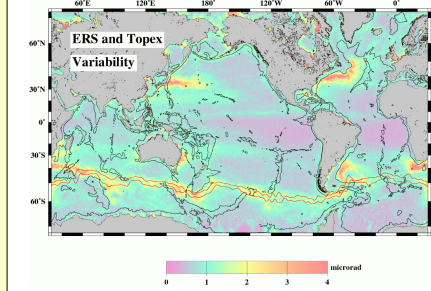 60˚E 120˚E 180˚ 120˚W 60˚W 0˚
ERS and Topex
Variability
60˚N
30˚N
0˚
30˚S
60˚S
microrad
0 1 2 3 4